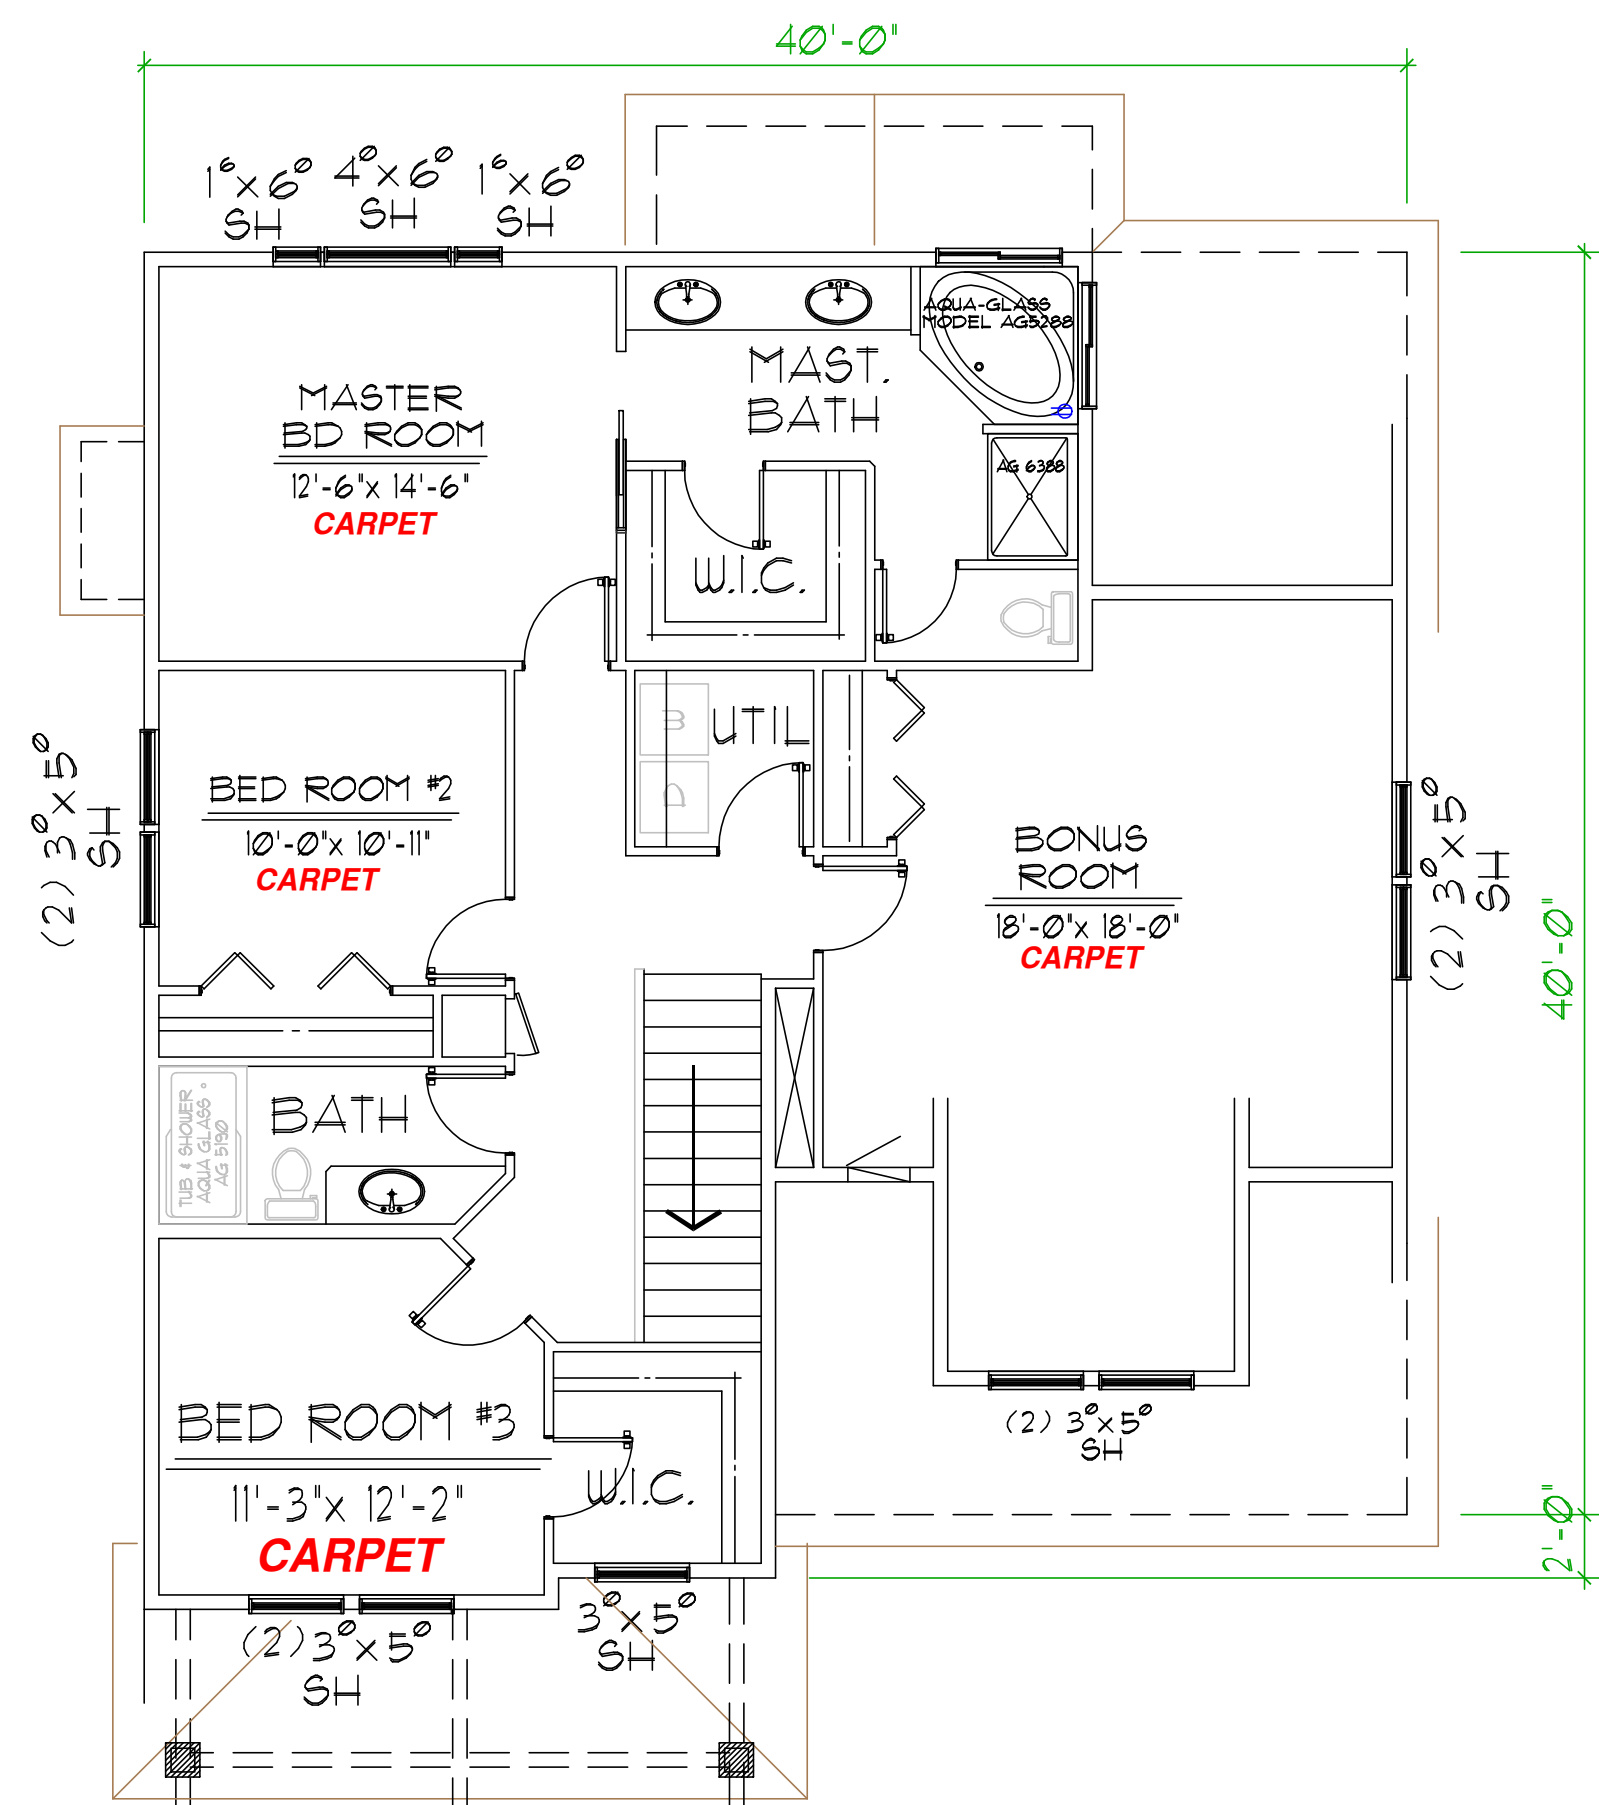 40'-0"
1⁶x6⁰
SH
4⁰x6⁰
SH
1⁶x6⁰
SH
AQUA-GLASS
MODEL AG5288
MAST.
BATH
MASTER
BD ROOM
12'-6"x 14'-6"
CARPET
AG 6388
W.I.C.
UTIL
W
D
(2) 3⁰x5⁰
SH
BED ROOM #2
10'-0"x 10'-11"
CARPET
BONUS
ROOM
18'-0"x 18'-0"
CARPET
(2) 3⁰x5⁰
SH
40'-0"
TUB & SHOWER
AQUA GLASS
AG 5190
BATH
BED ROOM #3
11'-3"x 12'-2"
CARPET
W.I.C.
(2) 3⁰x5⁰
SH
2'-0"
3⁰x5⁰
SH
(2) 3⁰x5⁰
SH